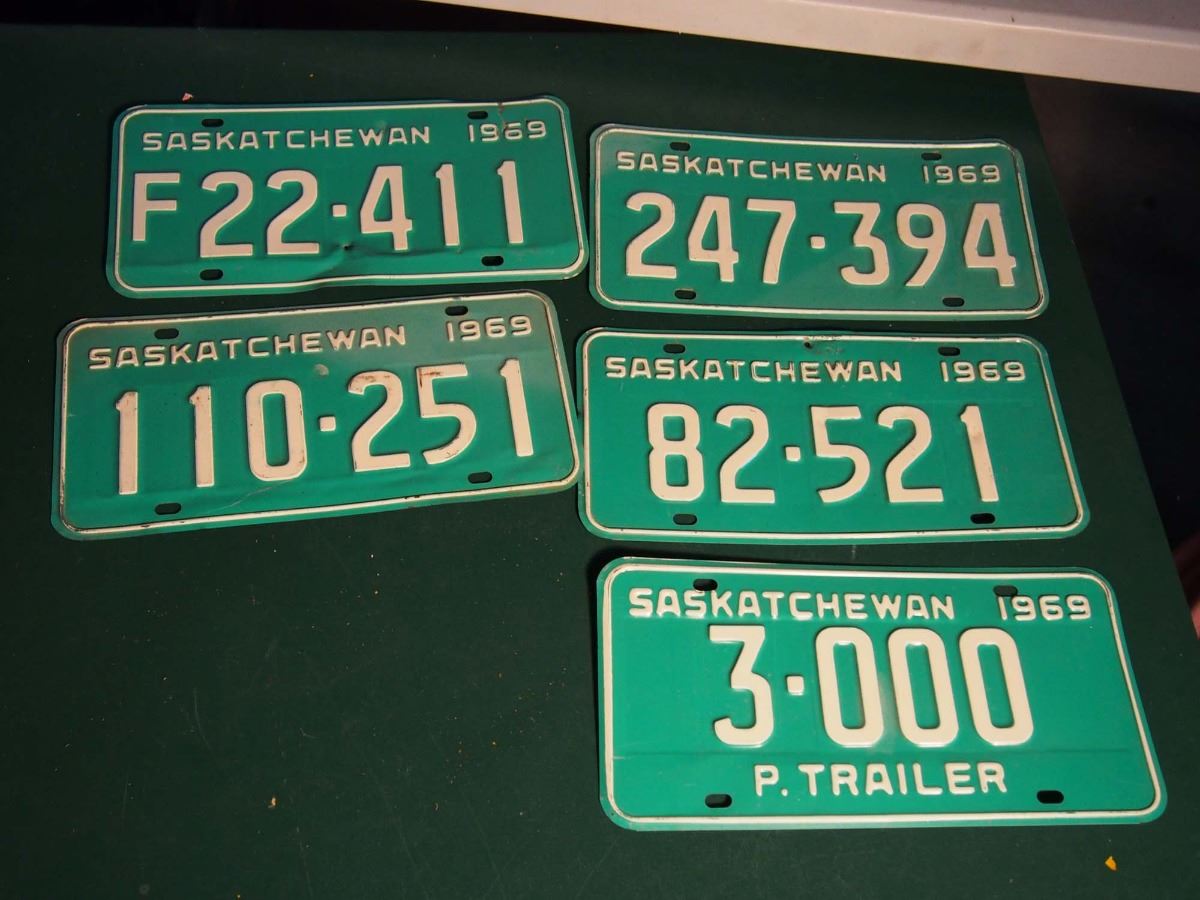 SASKATCHEWAN 1969
F22·411
SASKATCHEWAN 1969
247·394
SASKATCHEWAN 1969
110·251
SASKATCHEWAN 1969
82·521
SASKATCHEWAN 1969
3·000
P. TRAILER